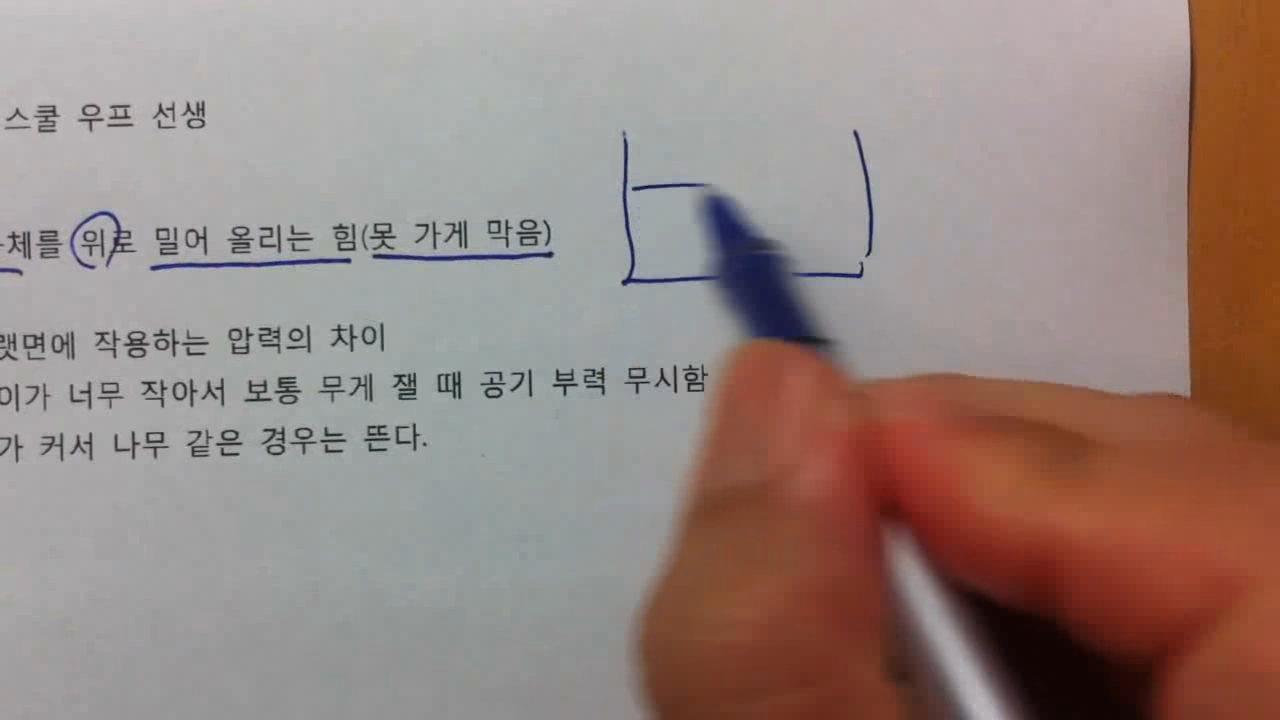 스쿨 우프 선생
체를 위로 밀어 올리는 힘(못 가게 막음)
랫면에 작용하는 압력의 차이
이가 너무 작아서 보통 무게 잴 때 공기 부력 무시함
가 커서 나무 같은 경우는 뜬다.